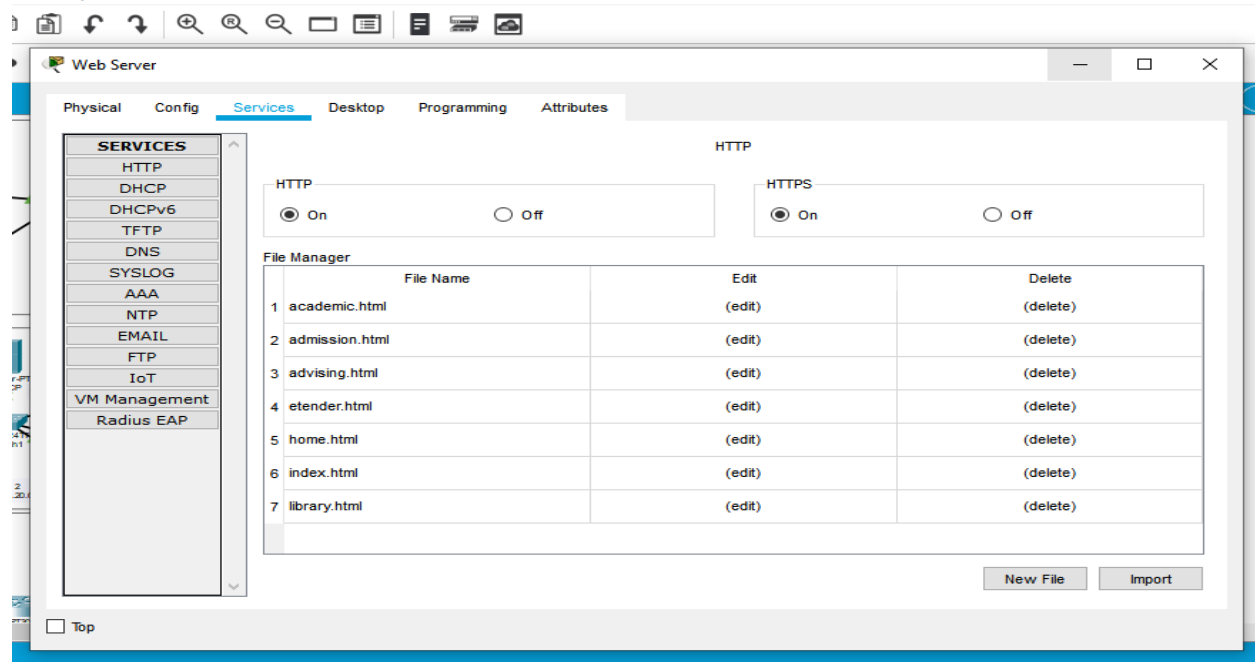 Web Server
Physical Config Services Desktop Programming Attributes
SERVICES
HTTP
DHCP
DHCPv6
TFTP
DNS
SYSLOG
AAA
NTP
EMAIL
FTP
IoT
VM Management
Radius EAP
HTTP
HTTP
On Off
HTTPS
On Off
File Manager
File Name Edit Delete
1 academic.html (edit) (delete)
2 admission.html (edit) (delete)
3 advising.html (edit) (delete)
4 etender.html (edit) (delete)
5 home.html (edit) (delete)
6 index.html (edit) (delete)
7 library.html (edit) (delete)
New File Import
Top